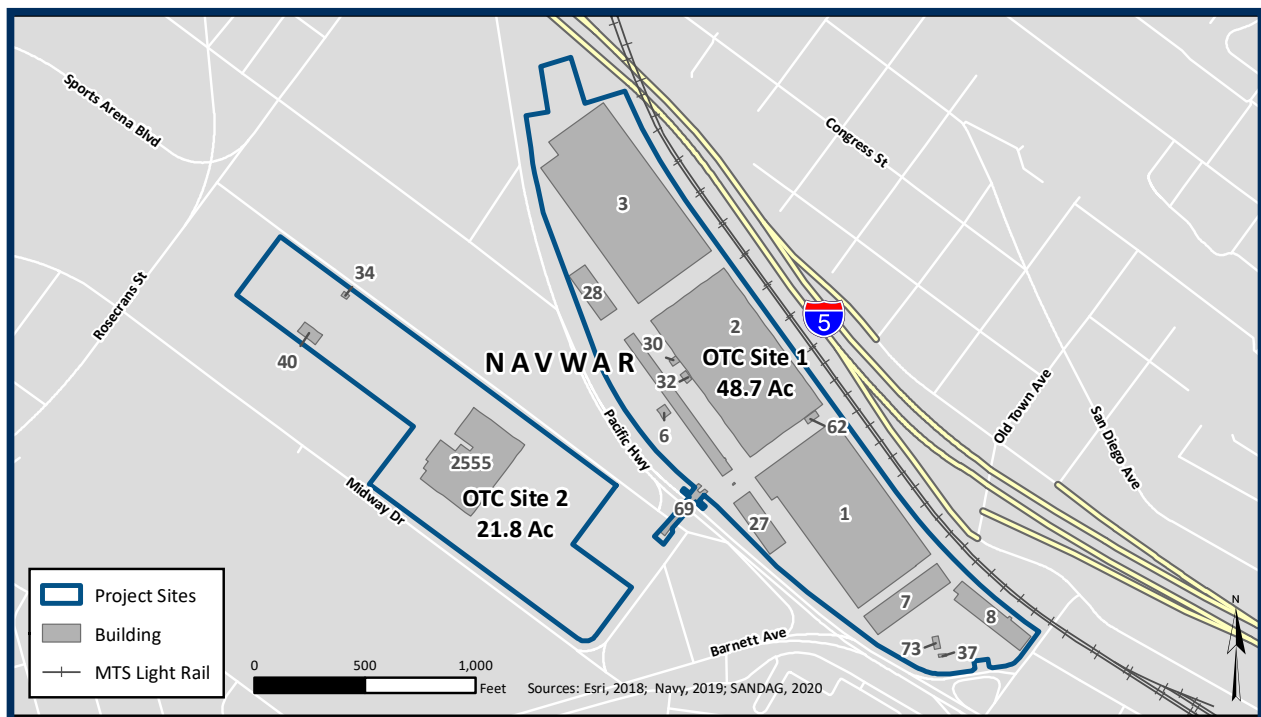 Sports Arena Blvd
Congress St
3
Rosecrans St
34
28
5
2
40
NAVWAR
30
OTC Site 1
48.7 Ac
32
6
62
Old Town Ave
San Diego Ave
Pacific Hwy
2555
OTC Site 2
21.8 Ac
Midway Dr
69
27
1
7
8
73
37
Barnett Ave
N
Project Sites
Building
MTS Light Rail
0 500 1,000
Feet
Sources: Esri, 2018; Navy, 2019; SANDAG, 2020